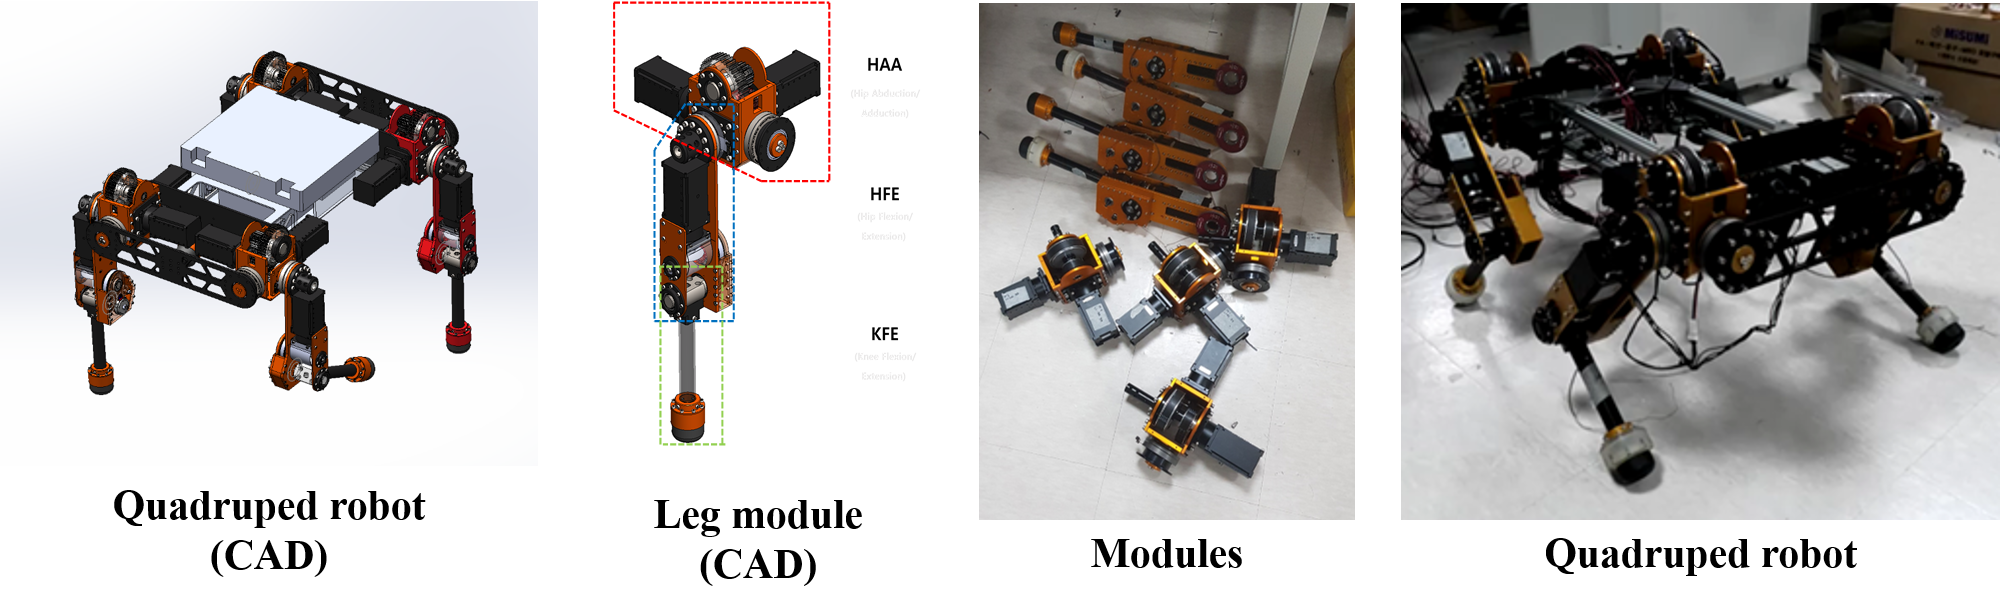 HAA
(Hip Abduction/
Adduction)
HFE
(Hip Flexion/
Extension)
KFE
(Knee Flexion/
Extension)
MiSUMi
Quadruped robot
(CAD)
Leg module
(CAD)
Modules
Quadruped robot